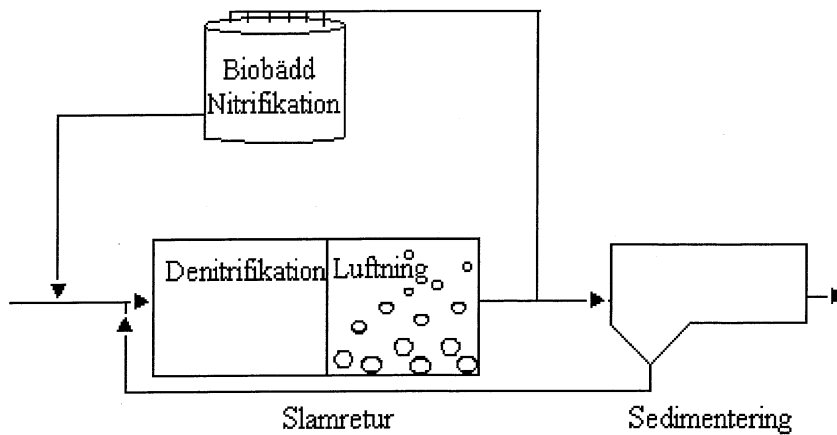 Biobädd
Nitrifikation
Denitrifikation Luftning
Slamretur
Sedimentering